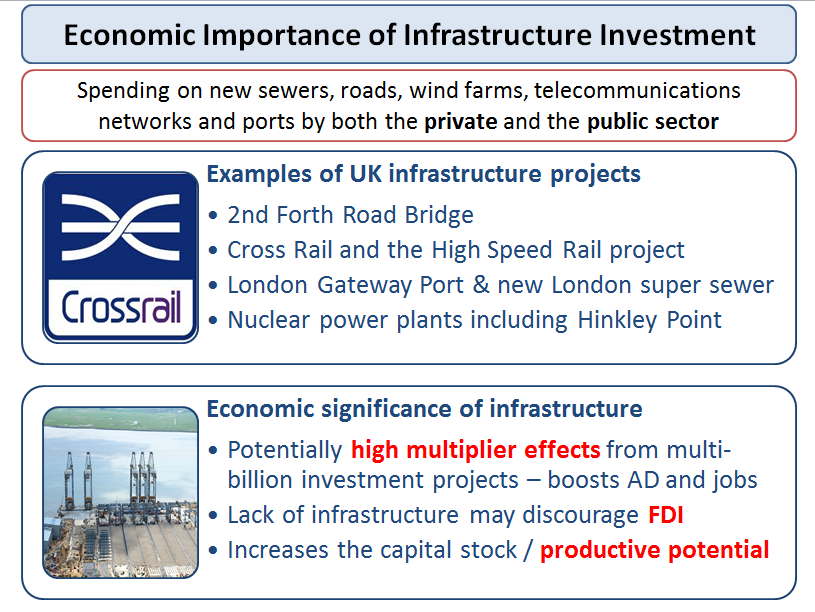 Economic Importance of Infrastructure Investment
Spending on new sewers, roads, wind farms, telecommunications
networks and ports by both the private and the public sector
Crossrail
Examples of UK infrastructure projects
• 2nd Forth Road Bridge
• Cross Rail and the High Speed Rail project
• London Gateway Port & new London super sewer
• Nuclear power plants including Hinkley Point
Economic significance of infrastructure
• Potentially high multiplier effects from multi-
billion investment projects – boosts AD and jobs
• Lack of infrastructure may discourage FDI
• Increases the capital stock / productive potential